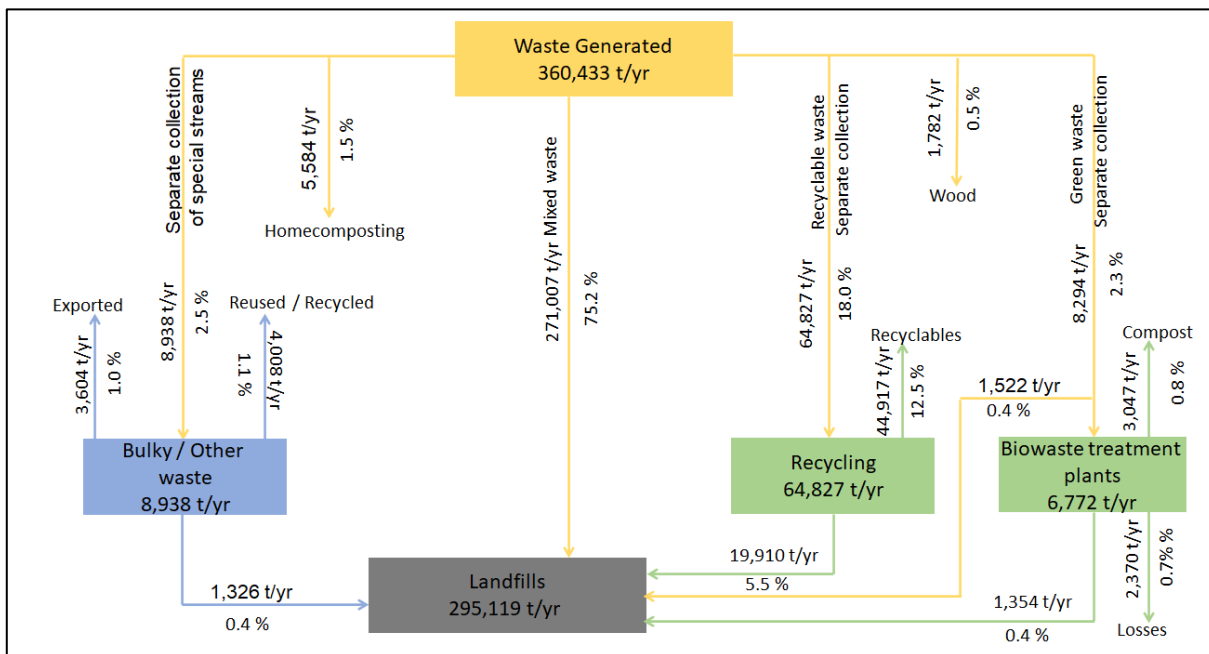 Waste Generated
360,433 t/yr
Separate collection
of special streams
8,938 t/yr
2.5 %
5,584 t/yr
1.5 %
Homecomposting
271,007 t/yr Mixed waste
75.2 %
Recyclable waste
Separate collection
64,827 t/yr
18.0 %
1,782 t/yr
0.5 %
Wood
Green waste
Separate collection
8,294 t/yr
2.3 %
Exported
3,604 t/yr
1.0 %
Reused / Recycled
4,008 t/yr
1.1 %
Recyclables
44,917 t/yr
12.5 %
1,522 t/yr
0.4 %
Compost
3,047 t/yr
0.8 %
Bulky / Other
waste
8,938 t/yr
Recycling
64,827 t/yr
Biowaste treatment
plants
6,772 t/yr
1,326 t/yr
0.4 %
Landfills
295,119 t/yr
19,910 t/yr
5.5 %
1,354 t/yr
0.4 %
2,370 t/yr
0.7% %
Losses